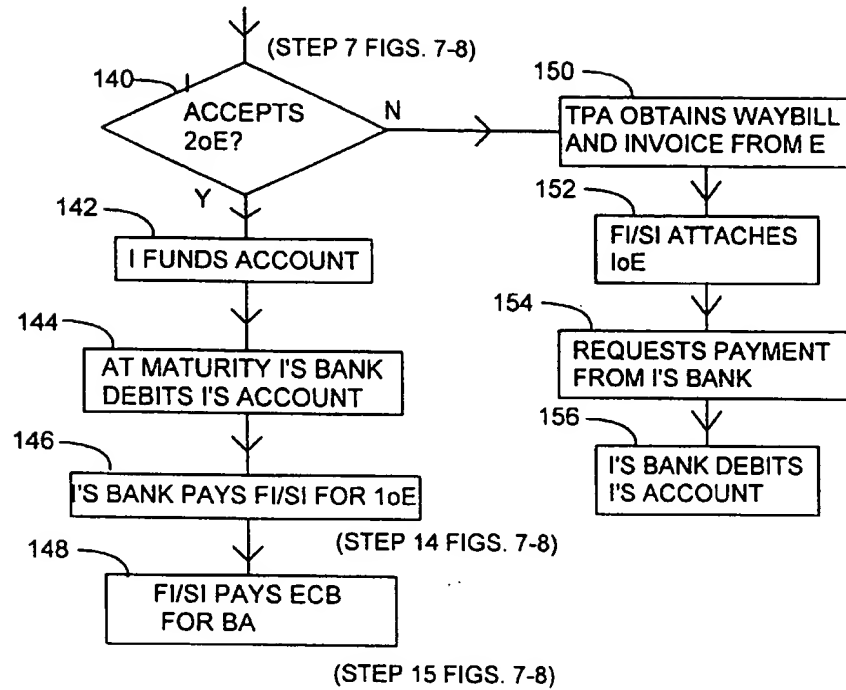 (STEP 7 FIGS. 7-8)
140
I
ACCEPTS
2oE?
N
Y
150
TPA OBTAINS WAYBILL
AND INVOICE FROM E
142
I FUNDS ACCOUNT
152
FI/SI ATTACHES
IoE
144
AT MATURITY I'S BANK
DEBITS I'S ACCOUNT
154
REQUESTS PAYMENT
FROM I'S BANK
146
I'S BANK PAYS FI/SI FOR 1oE
(STEP 14 FIGS. 7-8)
156
I'S BANK DEBITS
I'S ACCOUNT
148
FI/SI PAYS ECB
FOR BA
(STEP 15 FIGS. 7-8)